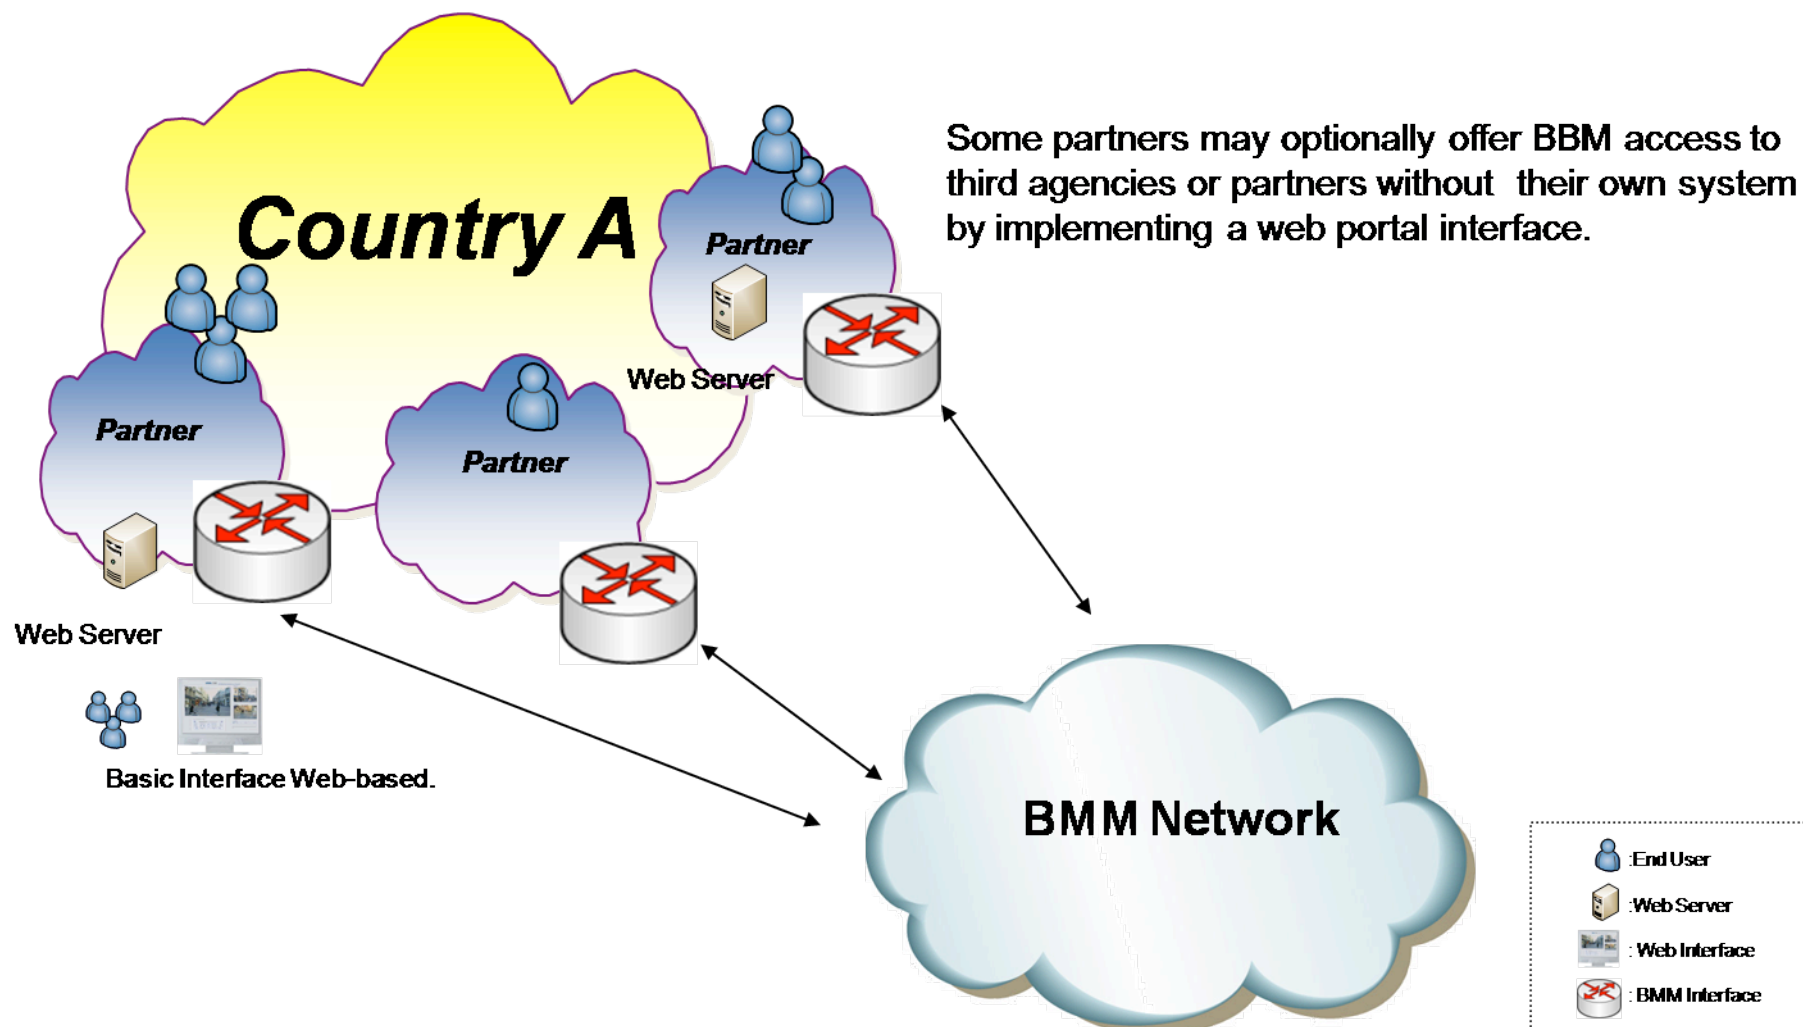 Some partners may optionally offer BBM access to
third agencies or partners without their own system
by implementing a web portal interface.
Country A
Partner
Web Server
Partner
Partner
Web Server
Basic Interface Web-based.
BMM Network
:End User
:Web Server
: Web Interface
: BMM Interface